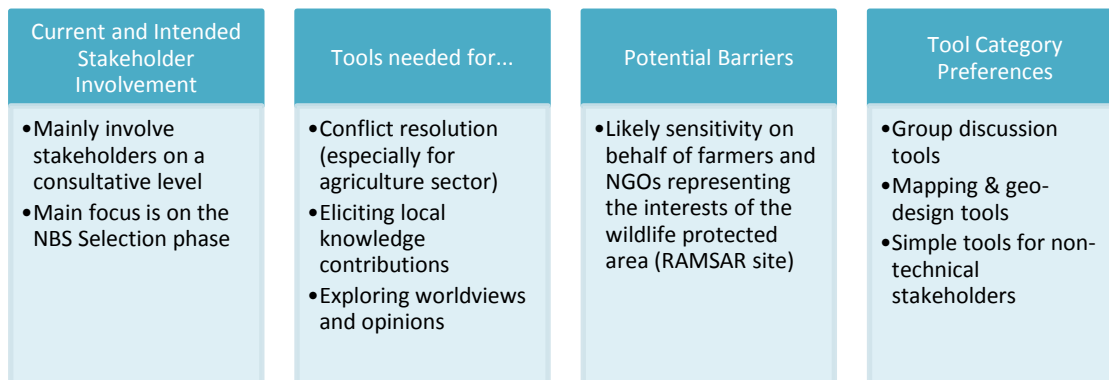 Current and Intended
Stakeholder
Involvement
•Mainly involve
stakeholders on a
consultative level
•Main focus is on the
NBS Selection phase
Tools needed for...
•Conflict resolution
(especially for
agriculture sector)
•Eliciting local
knowledge
contributions
•Exploring worldviews
and opinions
Potential Barriers
•Likely sensitivity on
behalf of farmers and
NGOs representing
the interests of the
wildlife protected
area (RAMSAR site)
Tool Category
Preferences
•Group discussion
tools
•Mapping & geo-
design tools
•Simple tools for non-
technical
stakeholders